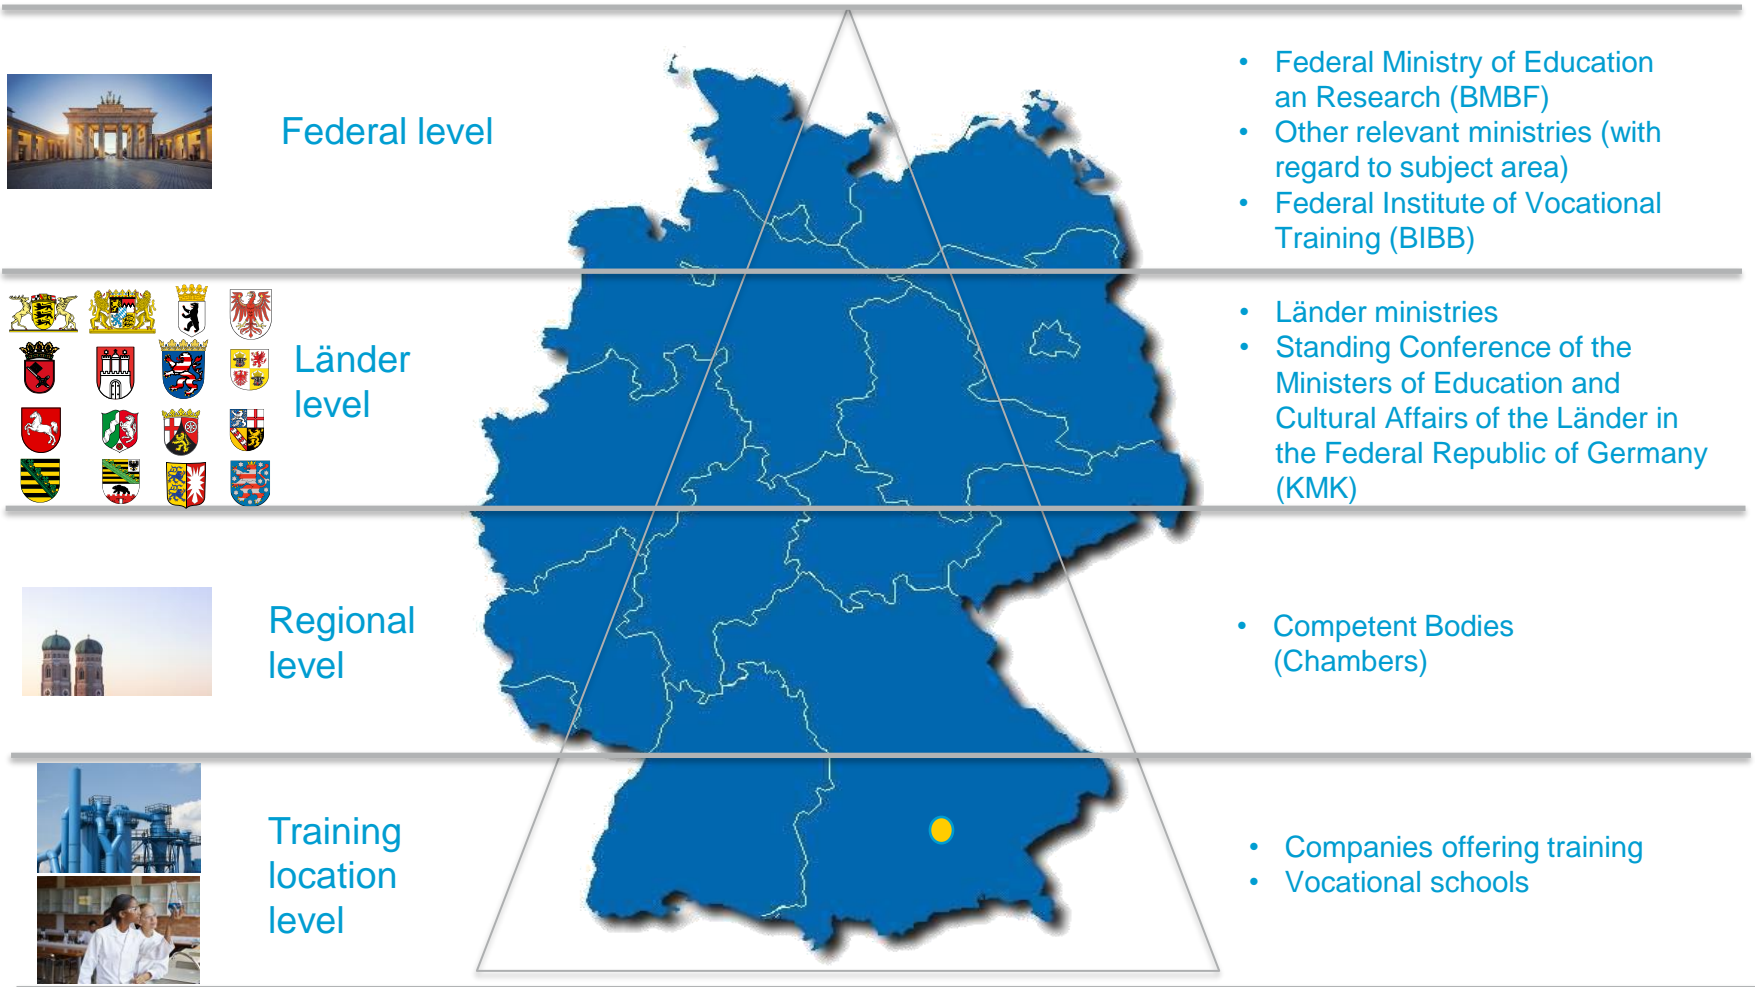 Federal level
• Federal Ministry of Education
an Research (BMBF)
• Other relevant ministries (with
regard to subject area)
• Federal Institute of Vocational
Training (BIBB)
Länder
level
• Länder ministries
• Standing Conference of the
Ministers of Education and
Cultural Affairs of the Länder in
the Federal Republic of Germany
(KMK)
Regional
level
• Competent Bodies
(Chambers)
Training
location
level
• Companies offering training
• Vocational schools